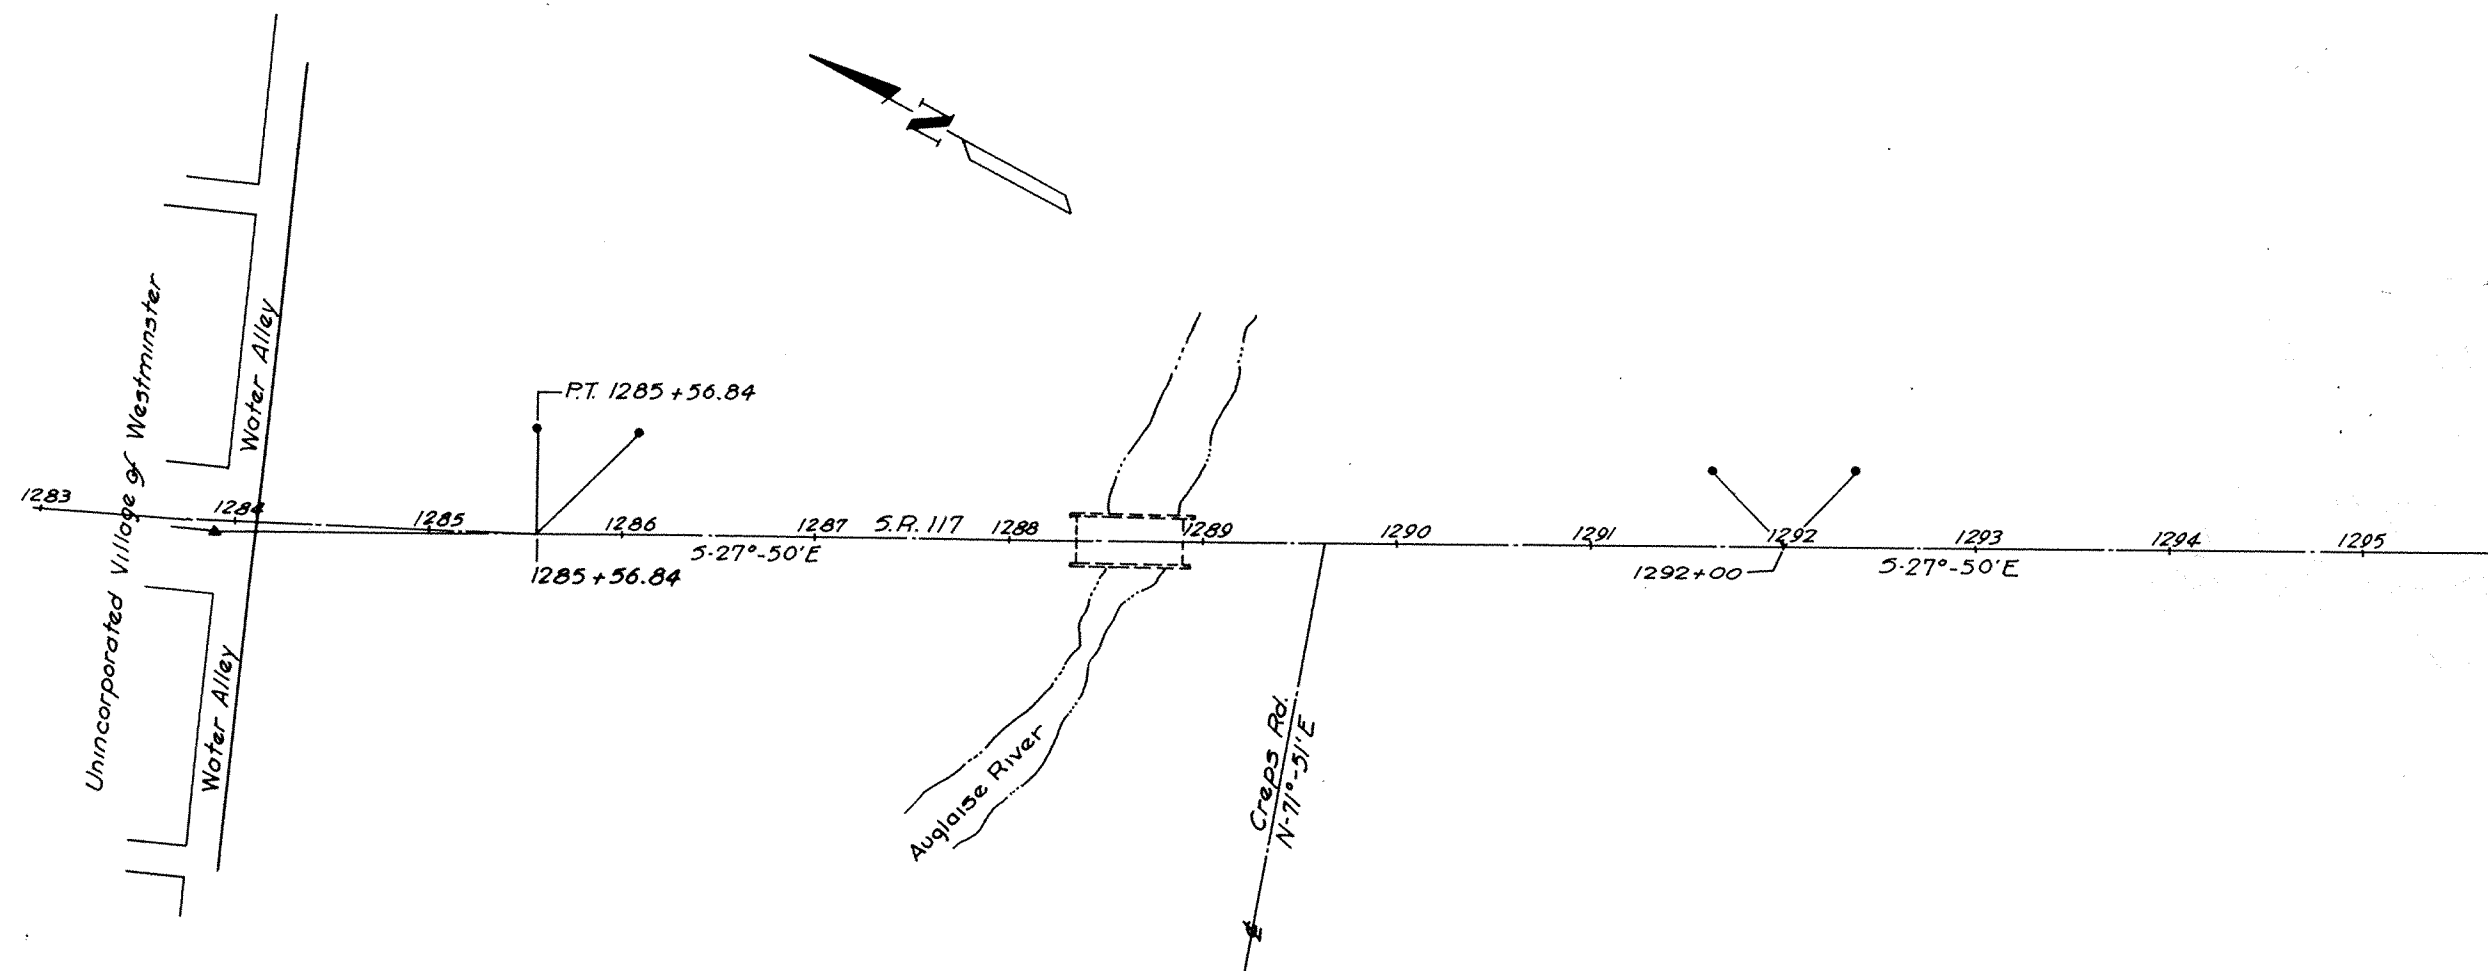 N
Unincorporated Village of Westminster
Water Alley
Water Alley
P.T. 1285+56.84
1283
1284
1285
1286
1287
S.R. 117
1288
1289
1290
1291
1292
1293
1294
1295
S-27°-50'E
1285+56.84
1292+00
S-27°-50'E
Auglaise River
Creps Rd.
N-71°-51'E
℄